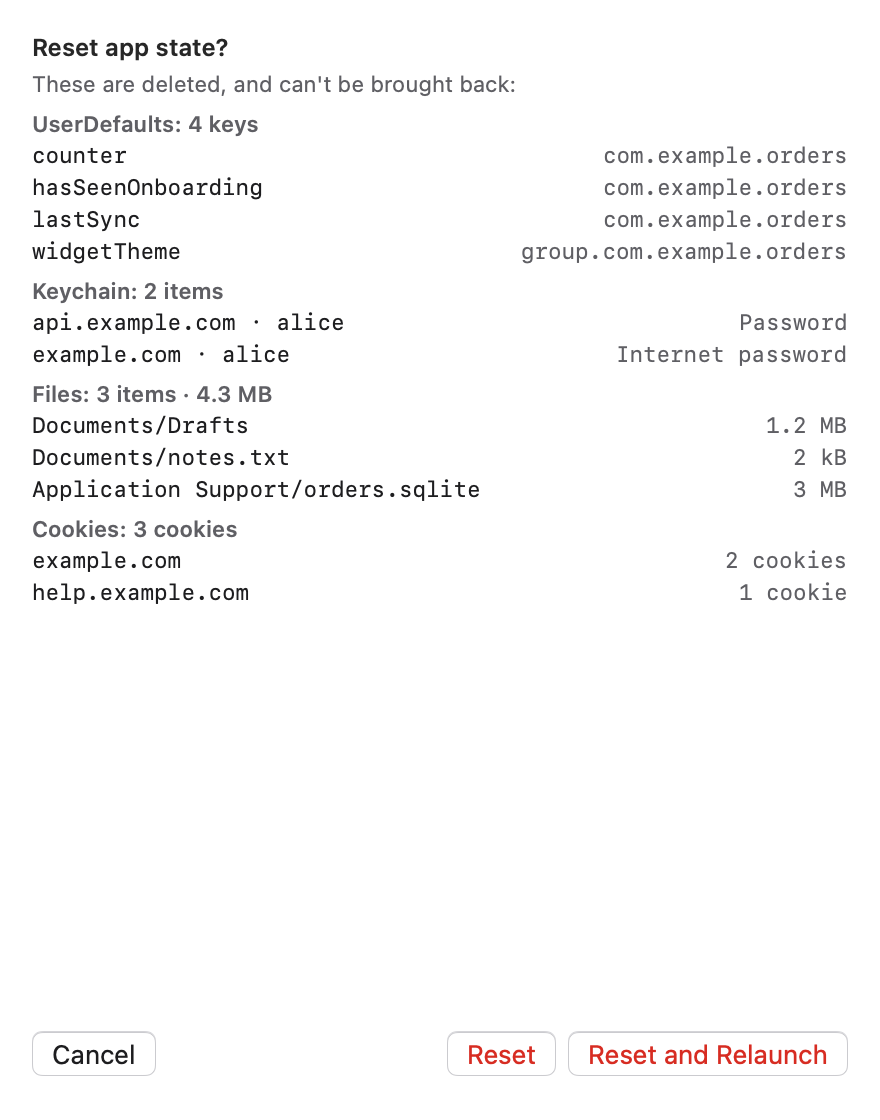 Reset app state?
These are deleted, and can't be brought back:
UserDefaults: 4 keys
counter com.example.orders
hasSeenOnboarding com.example.orders
lastSync com.example.orders
widgetTheme group.com.example.orders
Keychain: 2 items
api.example.com · alice Password
example.com · alice Internet password
Files: 3 items · 4.3 MB
Documents/Drafts 1.2 MB
Documents/notes.txt 2 kB
Application Support/orders.sqlite 3 MB
Cookies: 3 cookies
example.com 2 cookies
help.example.com 1 cookie
Cancel Reset Reset and Relaunch